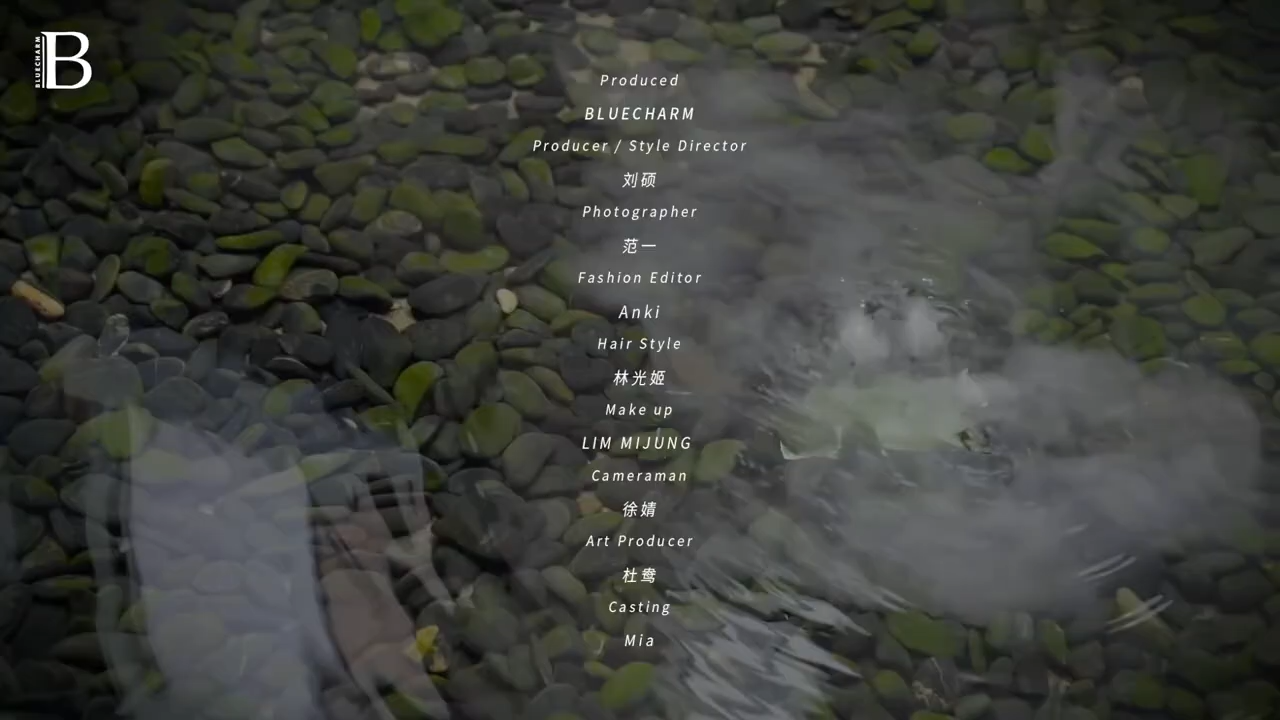 BLUECHARM
B
Produced
BLUECHARM
Producer / Style Director
刘硕
Photographer
范一
Fashion Editor
Anki
Hair Style
林光姬
Make up
LIM MIJUNG
Cameraman
徐婧
Art Producer
杜鸯
Casting
Mia